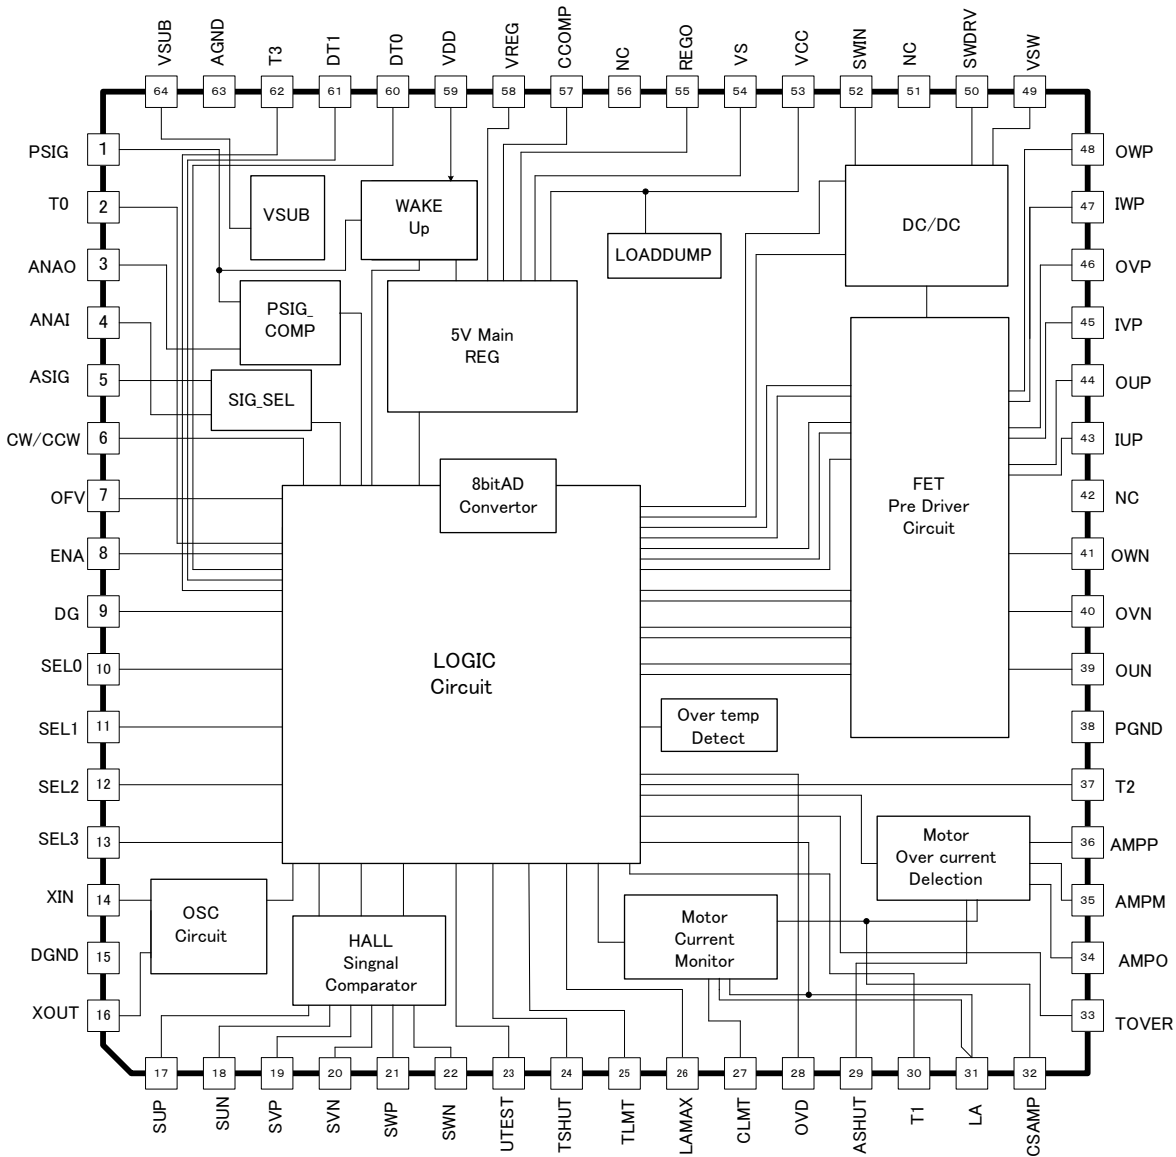 VSUB
AGND
T3
DT1
DT0
VDD
VREG
CCOMP
NC
REGO
VS
VCC
SWIN
NC
SWDRV
VSW
64
63
62
61
60
59
58
57
56
55
54
53
52
51
50
49
PSIG 1
T0 2
ANAO 3
ANAI 4
ASIG 5
CW/CCW 6
OFV 7
ENA 8
DG 9
SEL0 10
SEL1 11
SEL2 12
SEL3 13
XIN 14
DGND 15
XOUT 16
VSUB
WAKE
Up
LOADDUMP
DC/DC
PSIG_
COMP
5V Main
REG
SIG_SEL
8bitAD
Convertor
FET
Pre Driver
Circuit
LOGIC
Circuit
Over temp
Detect
Motor
Over current
Delection
OSC
Circuit
HALL
Singnal
Comparator
Motor
Current
Monitor
48 OWP
47 IWP
46 OVP
45 IVP
44 OUP
43 IUP
42 NC
41 OWN
40 OVN
39 OUN
38 PGND
37 T2
36 AMPP
35 AMPM
34 AMPO
33 TOVER
17
18
19
20
21
22
23
24
25
26
27
28
29
30
31
32
SUP
SUN
SVP
SVN
SWP
SWN
UTEST
TSHUT
TLMT
LAMAX
CLMT
OVD
ASHUT
T1
LA
CSAMP